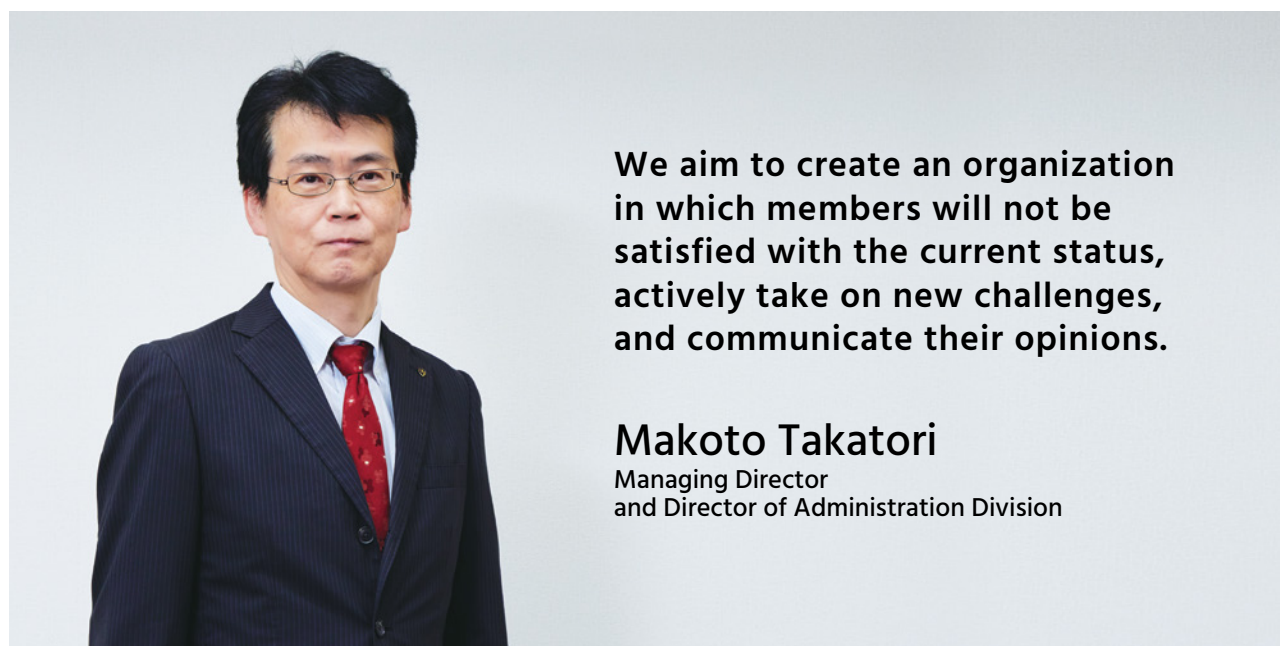 We aim to create an organization
in which members will not be
satisfied with the current status,
actively take on new challenges,
and communicate their opinions.
Makoto Takatori
Managing Director
and Director of Administration Division